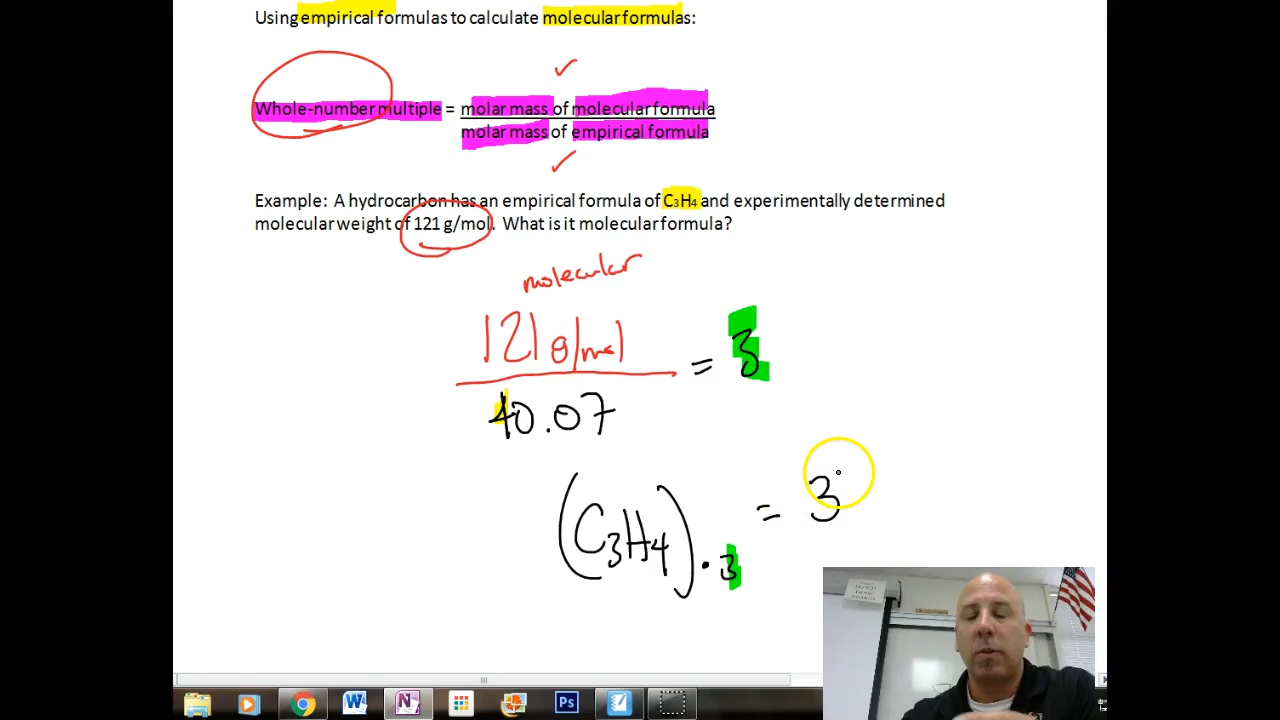 Using empirical formulas to calculate molecular formulas:
Whole-number multiple = molar mass of molecular formula
molar mass of empirical formula
Example: A hydrocarbon has an empirical formula of C3H4 and experimentally determined
molecular weight of 121 g/mol. What is it molecular formula?
molecular
121 g/mol
= 3
40.07
(C3H4) · 3 = 3
W
N
Ps